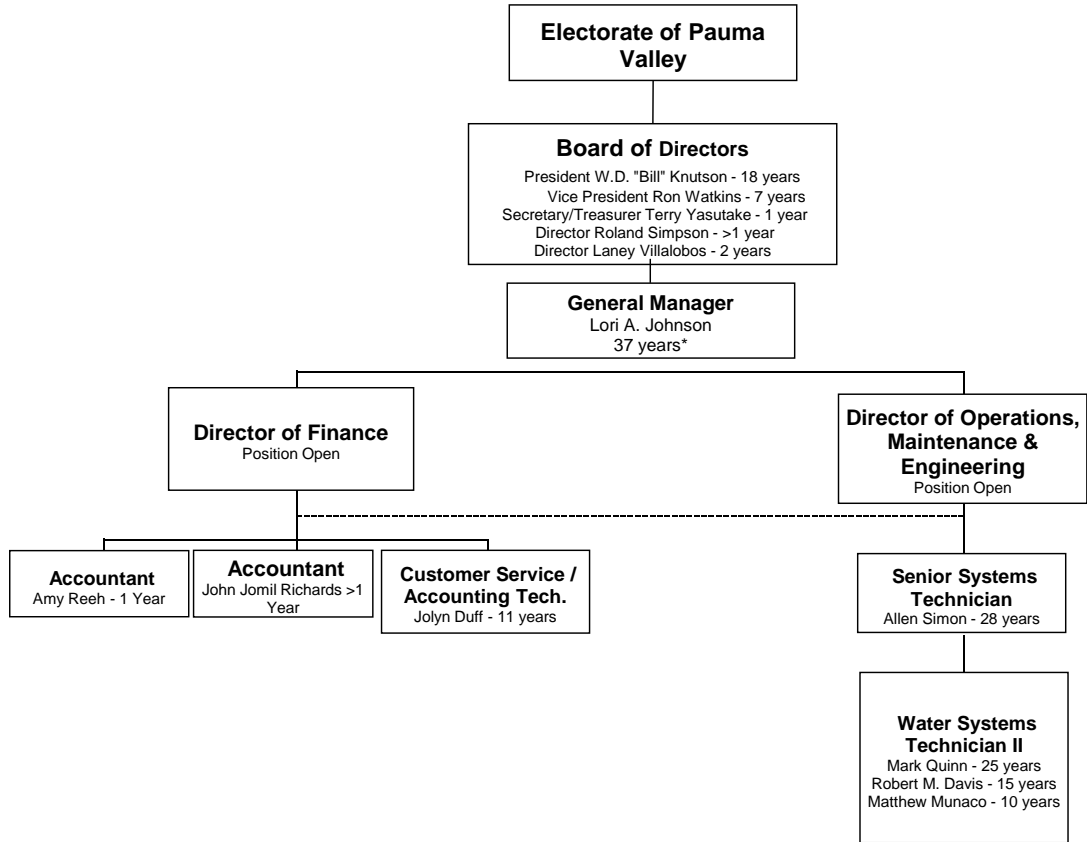 Electorate of Pauma
Valley
Board of Directors
President W.D. "Bill" Knutson - 18 years
Vice President Ron Watkins - 7 years
Secretary/Treasurer Terry Yasutake - 1 year
Director Roland Simpson - >1 year
Director Laney Villalobos - 2 years
General Manager
Lori A. Johnson
37 years*
Director of Finance
Position Open
Director of Operations,
Maintenance &
Engineering
Position Open
Accountant
Amy Reeh - 1 Year
Accountant
John Jomil Richards >1
Year
Customer Service /
Accounting Tech.
Jolyn Duff - 11 years
Senior Systems
Technician
Allen Simon - 28 years
Water Systems
Technician II
Mark Quinn - 25 years
Robert M. Davis - 15 years
Matthew Munaco - 10 years